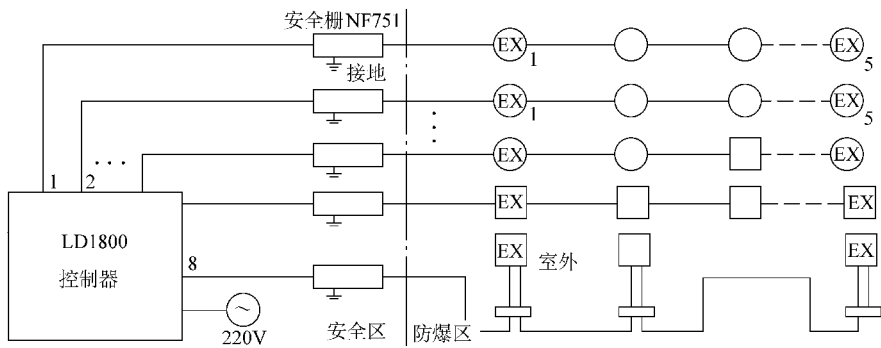 安全栅NF751
EX 1 EX 5
接地
EX 1 EX 5
EX EX
1 2 ...
EX EX
LD1800
控制器
8
EX 室外 EX
220V
安全区
防爆区